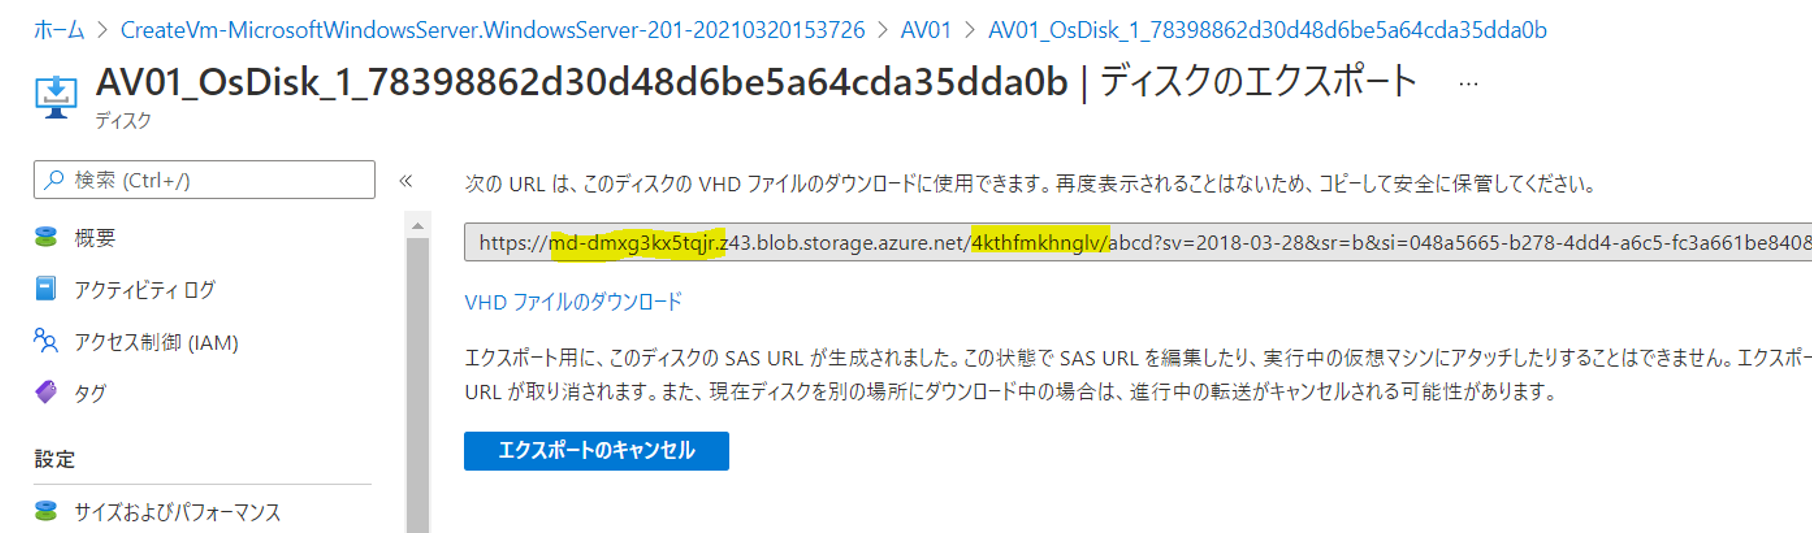 ホーム > CreateVm-MicrosoftWindowsServer.WindowsServer-201-20210320153726 > AV01 > AV01_OsDisk_1_78398862d30d48d6be5a64cda35dda0b
AV01_OsDisk_1_78398862d30d48d6be5a64cda35dda0b | ディスクのエクスポート ...
ディスク
検索 (Ctrl+/)
«
概要
アクティビティ ログ
アクセス制御 (IAM)
タグ
設定
サイズおよびパフォーマンス
次の URL は、このディスクの VHD ファイルのダウンロードに使用できます。再度表示されることはないため、コピーして安全に保管してください。
https://md-dmxg3kx5tqjr.z43.blob.storage.azure.net/4kthfmkhnglv/abcd?sv=2018-03-28&sr=b&si=048a5665-b278-4dd4-a6c5-fc3a661be840&
VHD ファイルのダウンロード
エクスポート用に、このディスクの SAS URL が生成されました。この状態で SAS URL を編集したり、実行中の仮想マシンにアタッチしたりすることはできません。エクスポー
URL が取り消されます。また、現在ディスクを別の場所にダウンロード中の場合は、進行中の転送がキャンセルされる可能性があります。
エクスポートのキャンセル